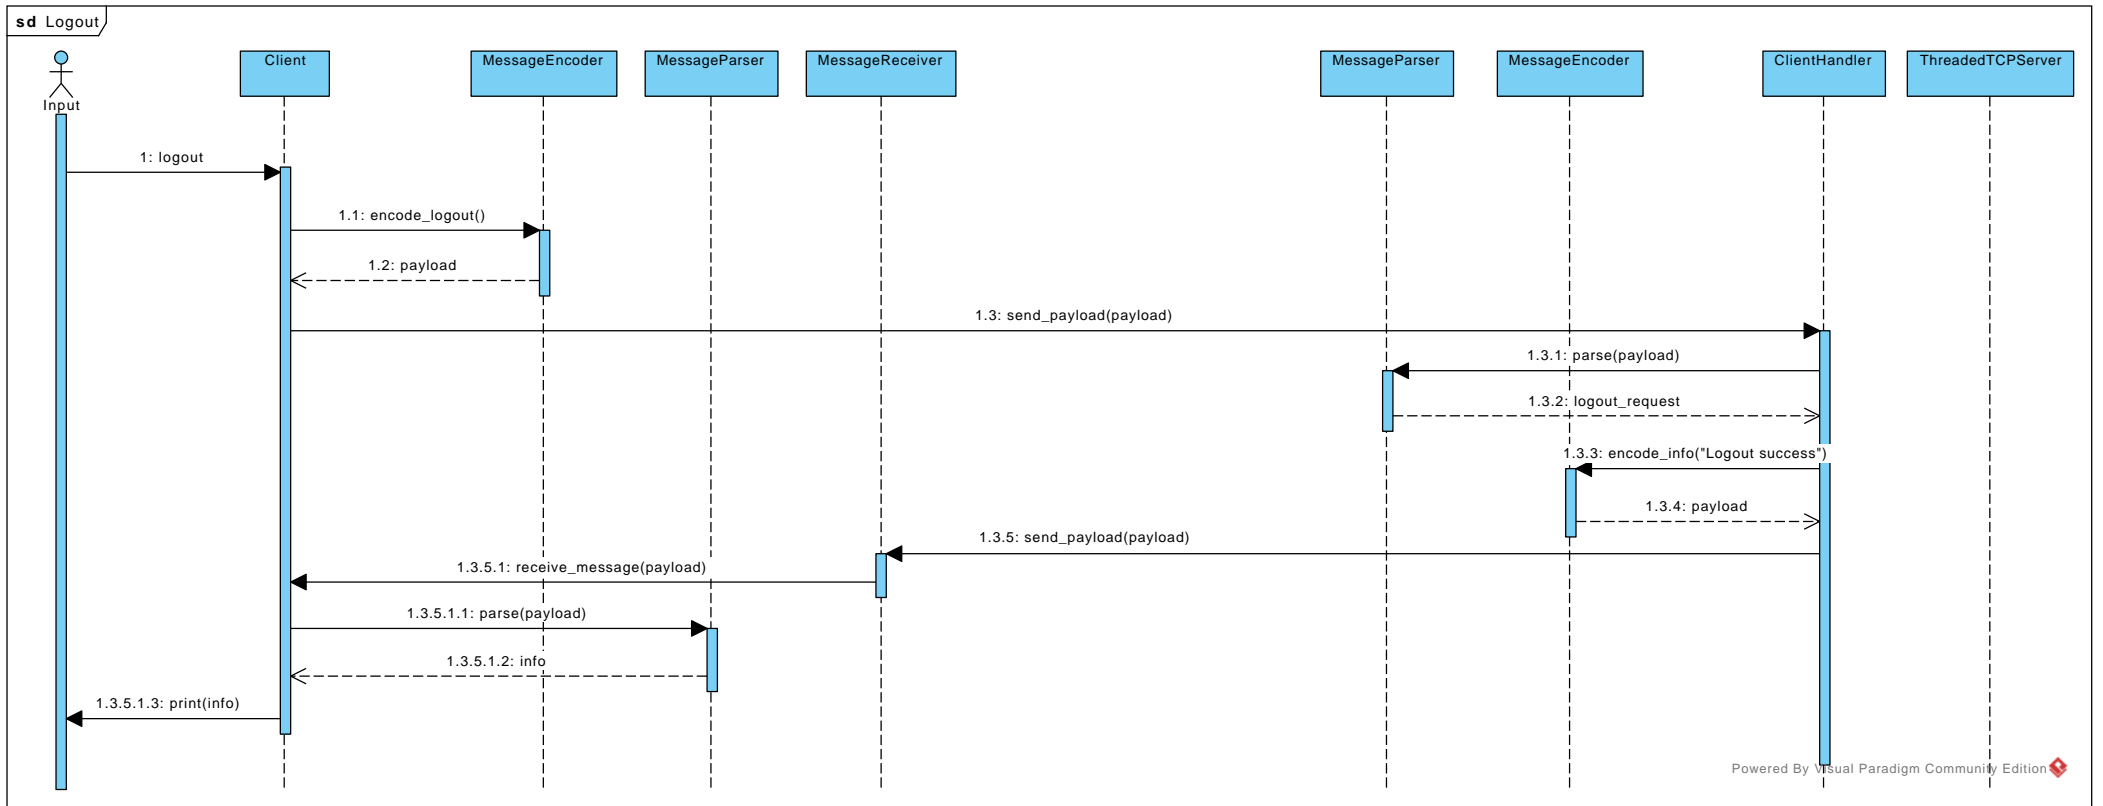 sd Logout
Input
Client
MessageEncoder
MessageParser
MessageReceiver
MessageParser
MessageEncoder
ClientHandler
ThreadedTCPServer
1: logout
1.1: encode_logout()
1.2: payload
1.3: send_payload(payload)
1.3.1: parse(payload)
1.3.2: logout_request
1.3.3: encode_info("Logout success")
1.3.4: payload
1.3.5: send_payload(payload)
1.3.5.1: receive_message(payload)
1.3.5.1.1: parse(payload)
1.3.5.1.2: info
1.3.5.1.3: print(info)
Powered By Visual Paradigm Community Edition